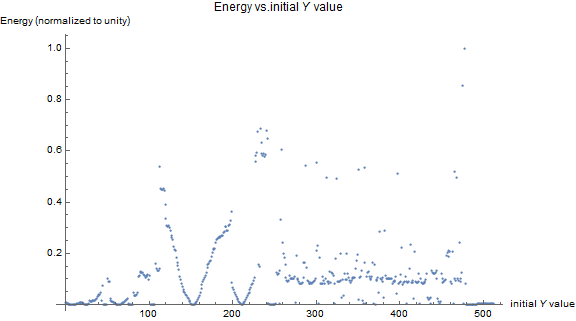 Energy vs.initial Y value
Energy (normalized to unity)
1.0
0.8
0.6
0.4
0.2
100 200 300 400 500
initial Y value